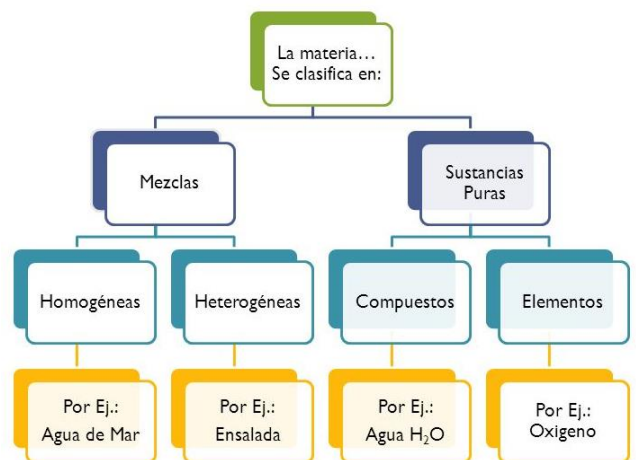 La materia...
Se clasifica en:
Mezclas
Sustancias
Puras
Homogéneas
Heterogéneas
Compuestos
Elementos
Por Ej.:
Agua de Mar
Por Ej.:
Ensalada
Por Ej.:
Agua H₂O
Por Ej.:
Oxigeno